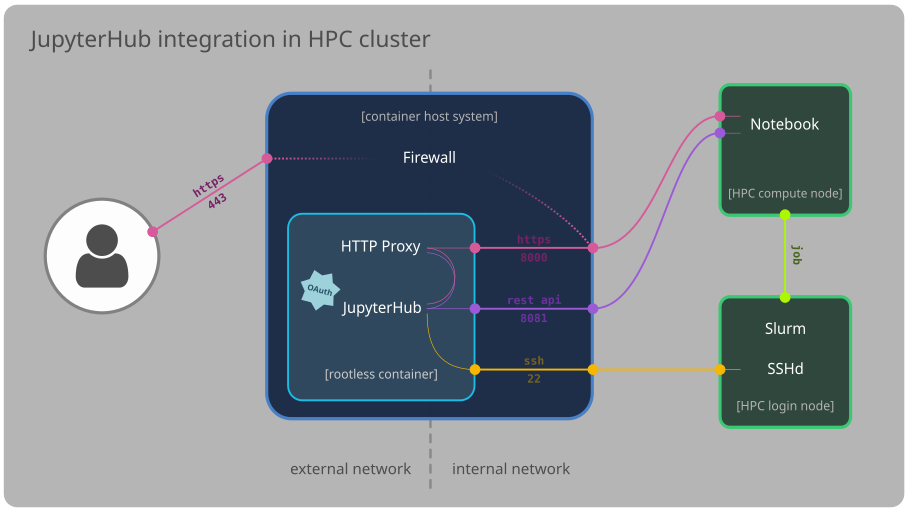 JupyterHub integration in HPC cluster
[container host system]
Firewall
https
443
HTTP Proxy
OAuth
JupyterHub
[rootless container]
https
8000
rest api
8081
ssh
22
Notebook
[HPC compute node]
job
Slurm
SSHd
[HPC login node]
external network
internal network